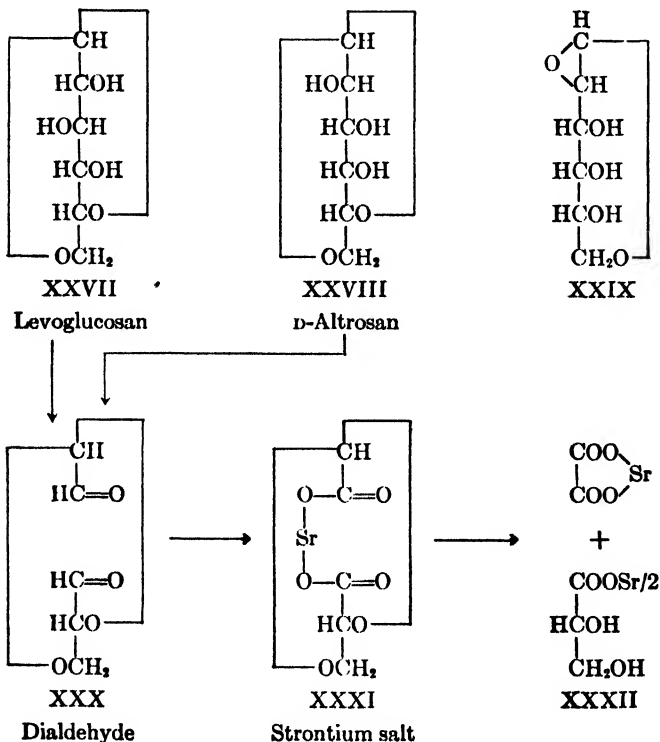 CH CH H
C
HCOH HOCH O
CH
HOCH HCOH HCOH
HCOH HCOH HCOH
HCO HCO HCOH
OCH₂ OCH₂ CH₂O
XXVII XXVIII XXIX
Levoglucosan D-Altrosan
CH CH COO
Sr
HC=O O—C=O COO
Sr +
HC=O O—C=O COOSr/2
HCO HCO HCOH
OCH₂ OCH₂ CH₂OH
XXX XXXI XXXII
Dialdehyde Strontium salt